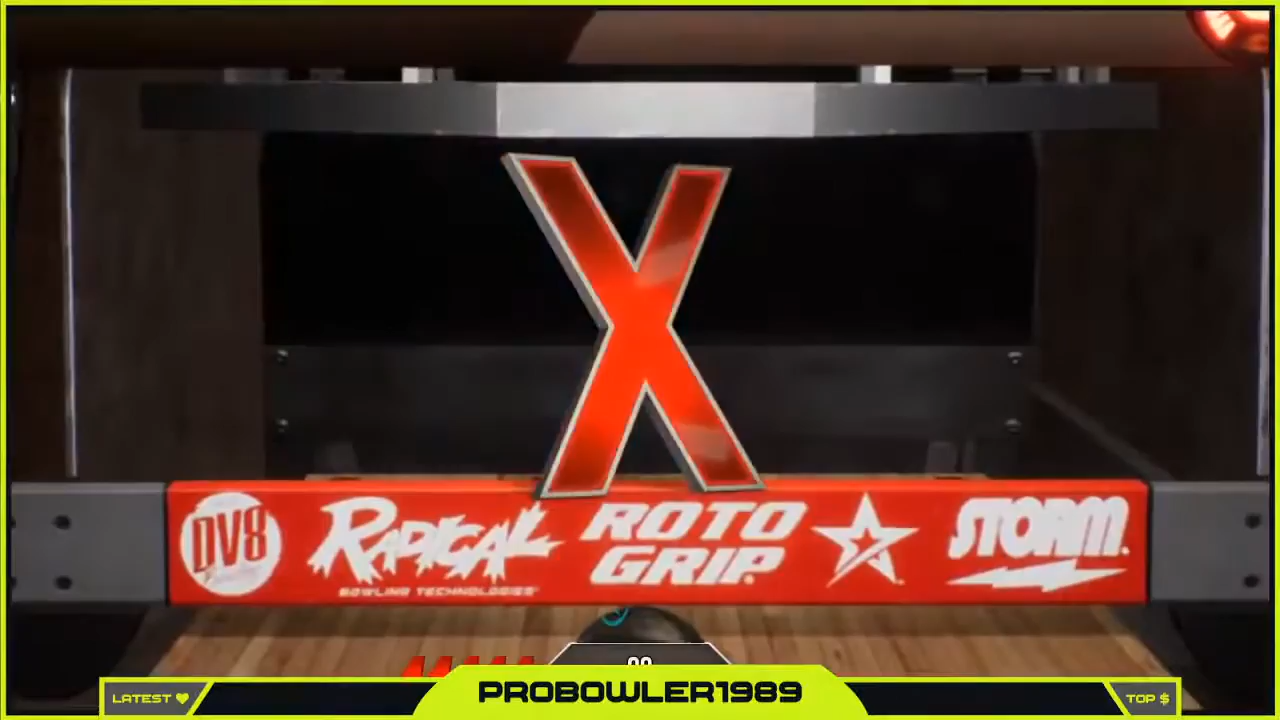 X
DV8
RADICAL
BOWLING TECHNOLOGIES
ROTO
GRIP
STORM
LATEST
PROBOWLER1989
TOP $